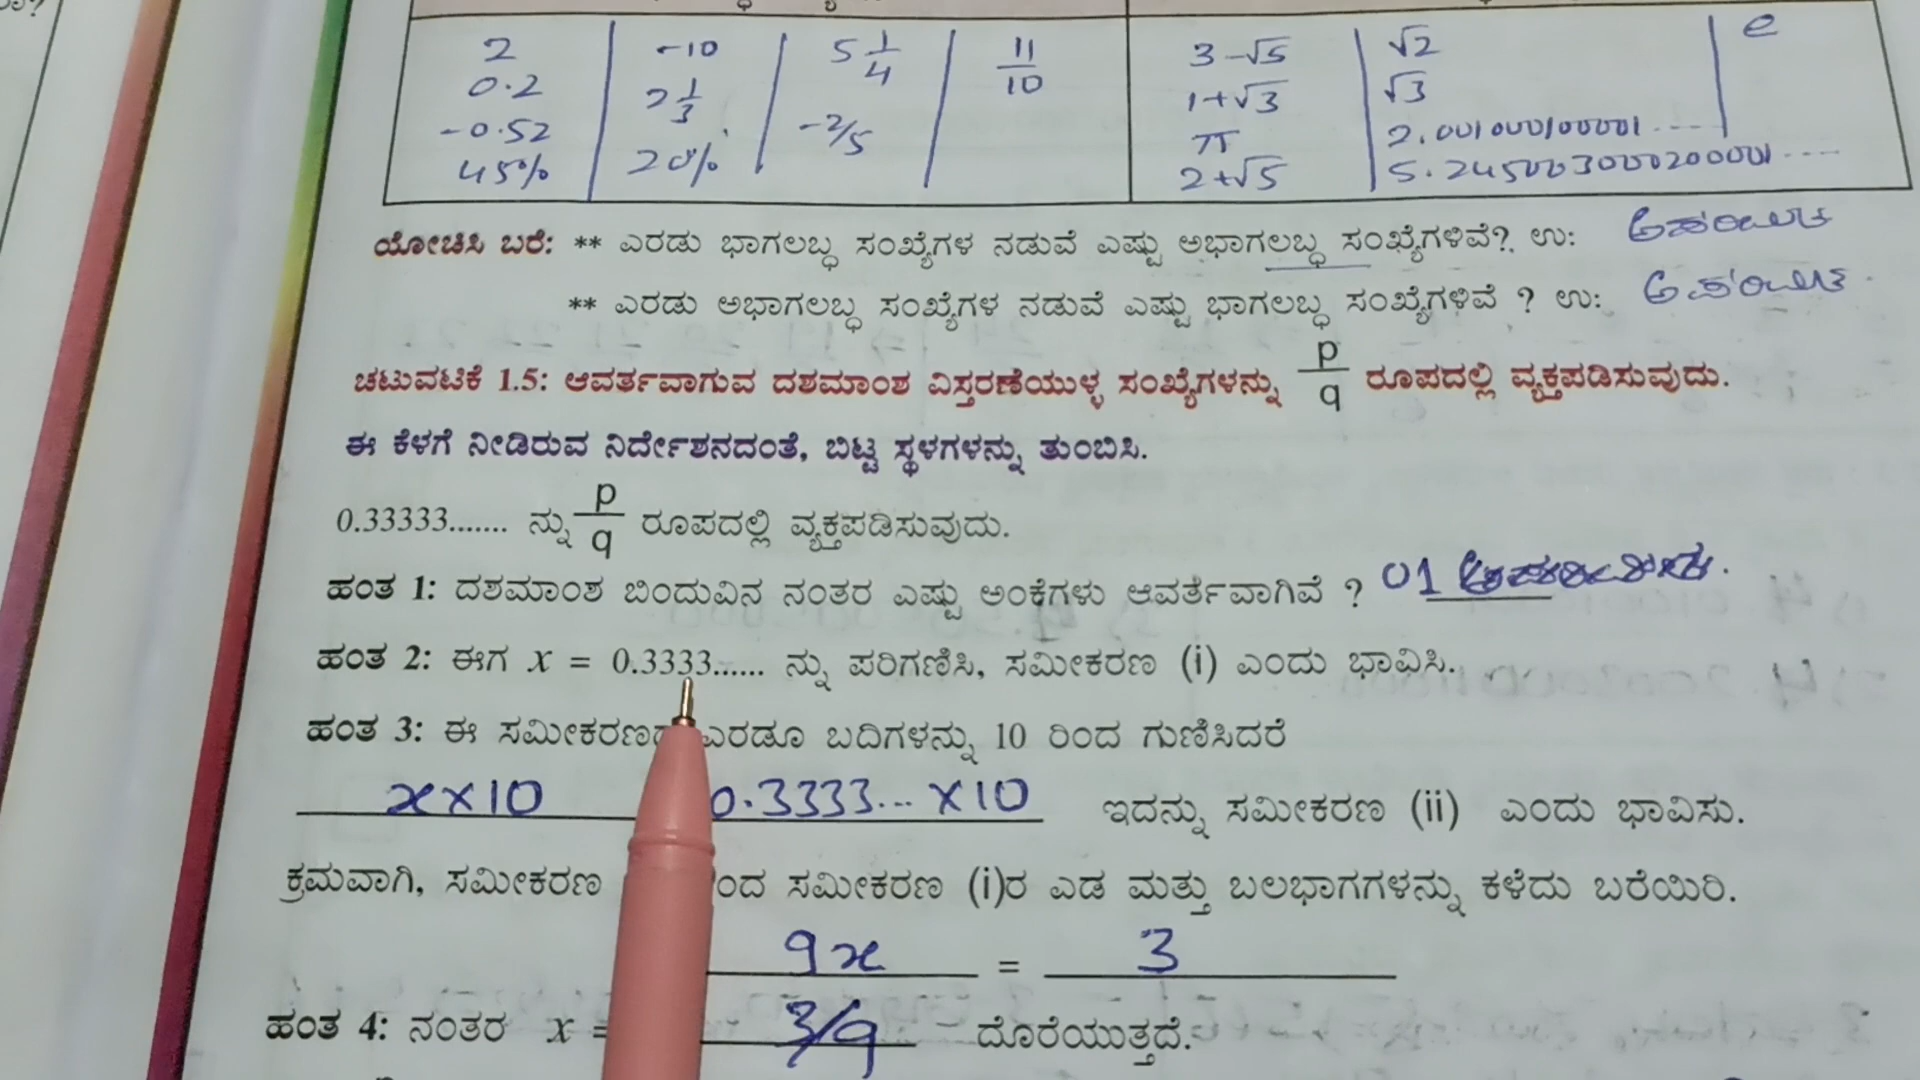 2 -10 5 1/4 11/10 3-√5 √2 e
0.2 2 1/3 1+√3 √3
-0.52 -2/5 π 2.001000100001.....
45% 20% 2+√5 5.245003000200001....
ಯೋಚಿಸಿ ಬರೆ: ** ಎರಡು ಭಾಗಲಬ್ಧ ಸಂಖ್ಯೆಗಳ ನಡುವೆ ಎಷ್ಟು ಅಭಾಗಲಬ್ಧ ಸಂಖ್ಯೆಗಳಿವೆ? ಉ: ಅಪರಿಮಿತ
** ಎರಡು ಅಭಾಗಲಬ್ಧ ಸಂಖ್ಯೆಗಳ ನಡುವೆ ಎಷ್ಟು ಭಾಗಲಬ್ಧ ಸಂಖ್ಯೆಗಳಿವೆ ? ಉ: ಅಪರಿಮಿತ.
ಚಟುವಟಿಕೆ 1.5: ಆವರ್ತವಾಗುವ ದಶಮಾಂಶ ವಿಸ್ತರಣೆಯುಳ್ಳ ಸಂಖ್ಯೆಗಳನ್ನು p/q ರೂಪದಲ್ಲಿ ವ್ಯಕ್ತಪಡಿಸುವುದು.
ಈ ಕೆಳಗೆ ನೀಡಿರುವ ನಿರ್ದೇಶನದಂತೆ, ಬಿಟ್ಟ ಸ್ಥಳಗಳನ್ನು ತುಂಬಿಸಿ.
0.33333....... ನ್ನು p/q ರೂಪದಲ್ಲಿ ವ್ಯಕ್ತಪಡಿಸುವುದು.
ಹಂತ 1: ದಶಮಾಂಶ ಬಿಂದುವಿನ ನಂತರ ಎಷ್ಟು ಅಂಕೆಗಳು ಆವರ್ತೆವಾಗಿವೆ ? 01
ಹಂತ 2: ಈಗ x = 0.3333...... ನ್ನು ಪರಿಗಣಿಸಿ, ಸಮೀಕರಣ (i) ಎಂದು ಭಾವಿಸಿ.
ಹಂತ 3: ಈ ಸಮೀಕರಣದ ಎರಡೂ ಬದಿಗಳನ್ನು 10 ರಿಂದ ಗುಣಿಸಿದರೆ
x×10 0.3333... ×10 ಇದನ್ನು ಸಮೀಕರಣ (ii) ಎಂದು ಭಾವಿಸು.
ಕ್ರಮವಾಗಿ, ಸಮೀಕರಣ ಂದ ಸಮೀಕರಣ (i)ರ ಎಡ ಮತ್ತು ಬಲಭಾಗಗಳನ್ನು ಕಳೆದು ಬರೆಯಿರಿ.
9x = 3
ಹಂತ 4: ನಂತರ x = 3/9 ದೊರೆಯುತ್ತದೆ.